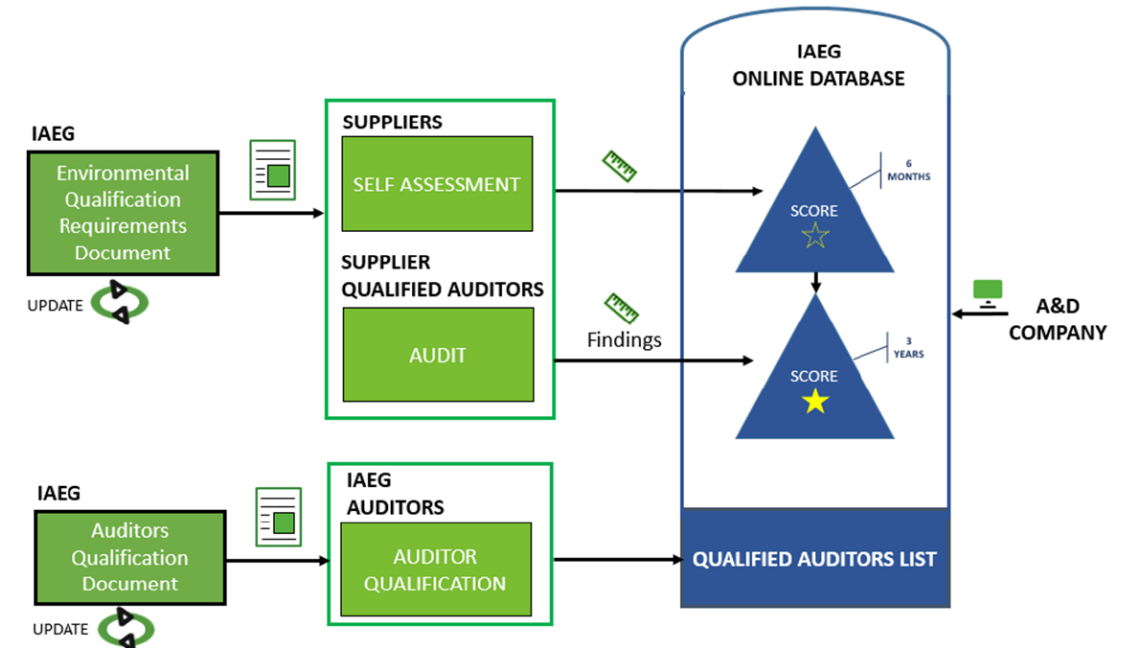 IAEG
ONLINE DATABASE
IAEG
Environmental
Qualification
Requirements
Document
UPDATE
SUPPLIERS
SELF ASSESSMENT
SUPPLIER
QUALIFIED AUDITORS
AUDIT
Findings
6
MONTHS
SCORE
3
YEARS
SCORE
A&D
COMPANY
IAEG
Auditors
Qualification
Document
UPDATE
IAEG
AUDITORS
AUDITOR
QUALIFICATION
QUALIFIED AUDITORS LIST